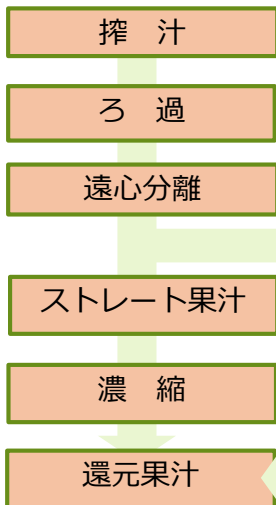 搾　汁
ろ　過
遠心分離
ストレート果汁
濃　縮
還元果汁